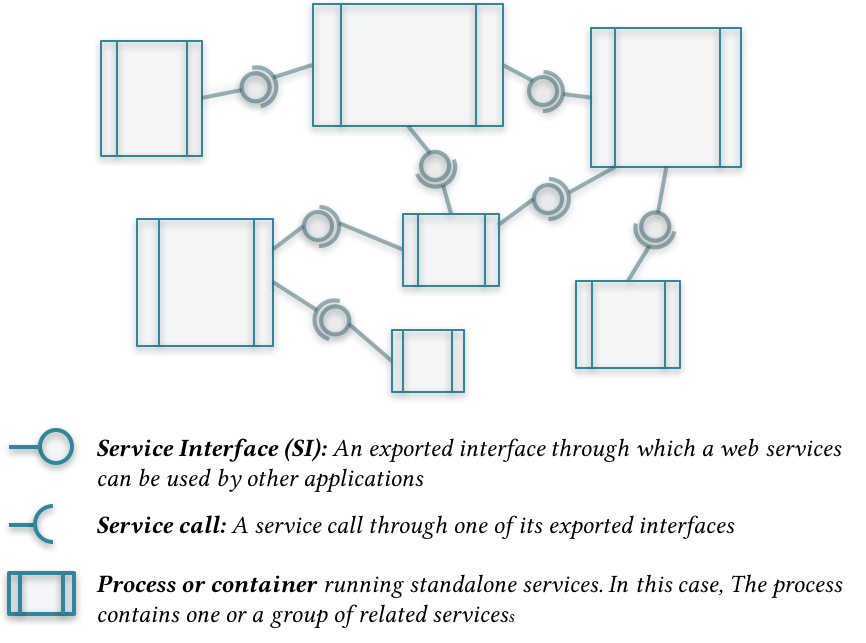 Service Interface (SI): An exported interface through which a web services
can be used by other applications
Service call: A service call through one of its exported interfaces
Process or container running standalone services. In this case, The process
contains one or a group of related servicess